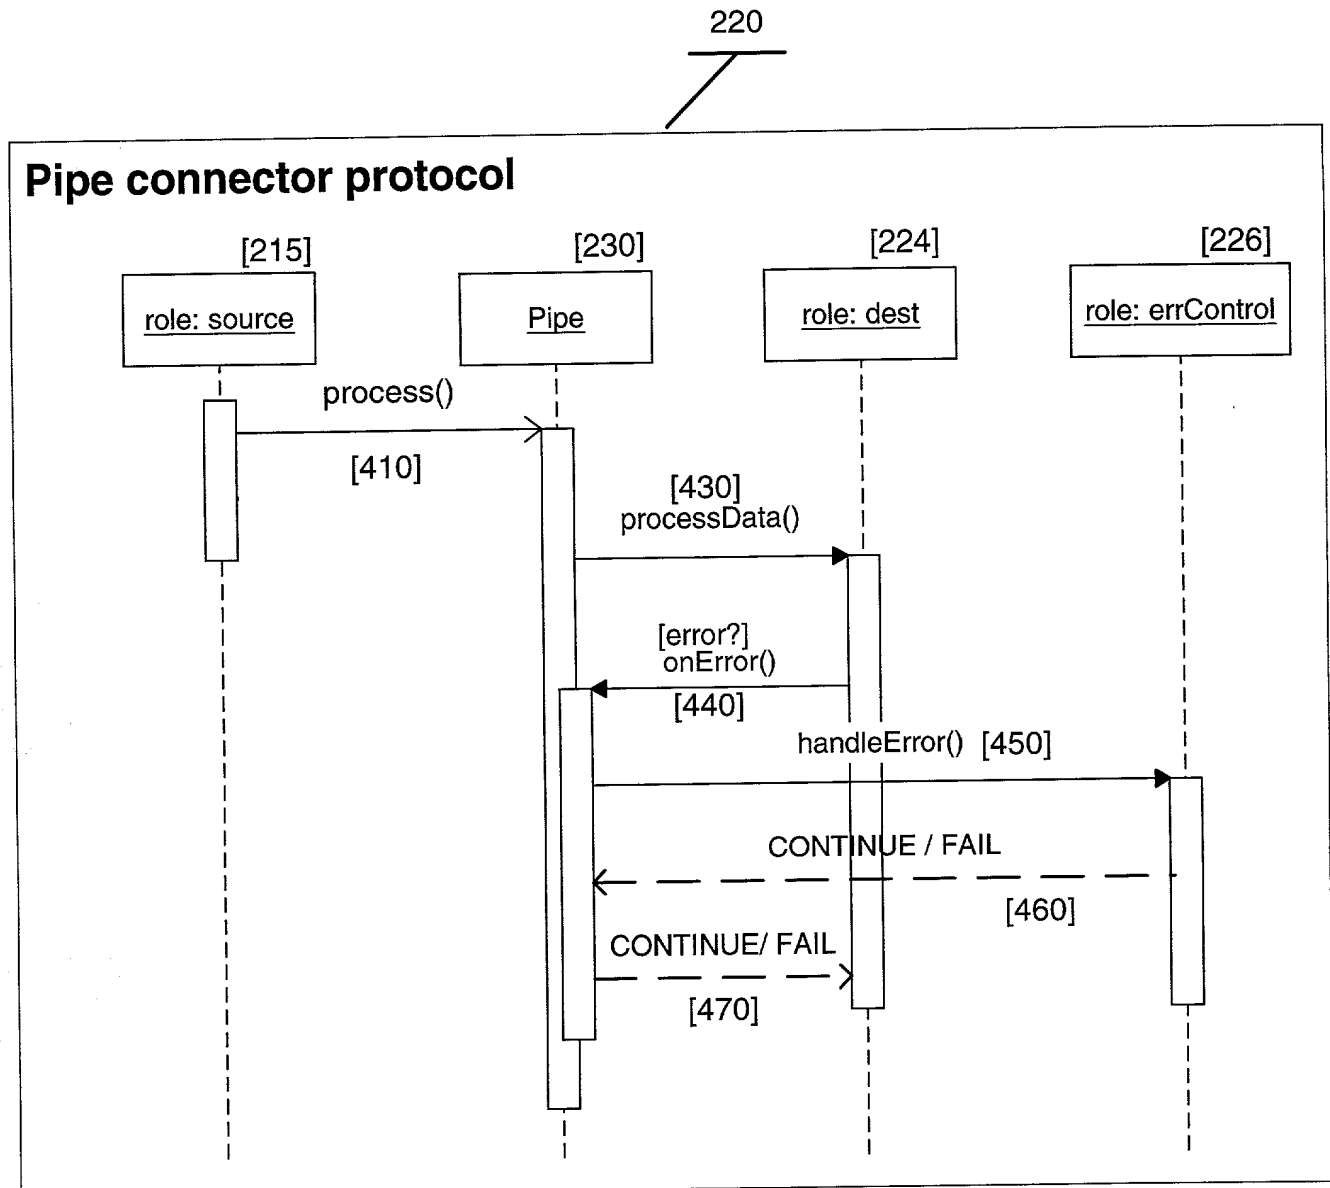 220
Pipe connector protocol
[215]
[230]
[224]
[226]
role: source
Pipe
role: dest
role: errControl
process()
[410]
[430]
processData()
[error?]
onError()
[440]
handleError() [450]
CONTINUE / FAIL
[460]
CONTINUE/ FAIL
[470]